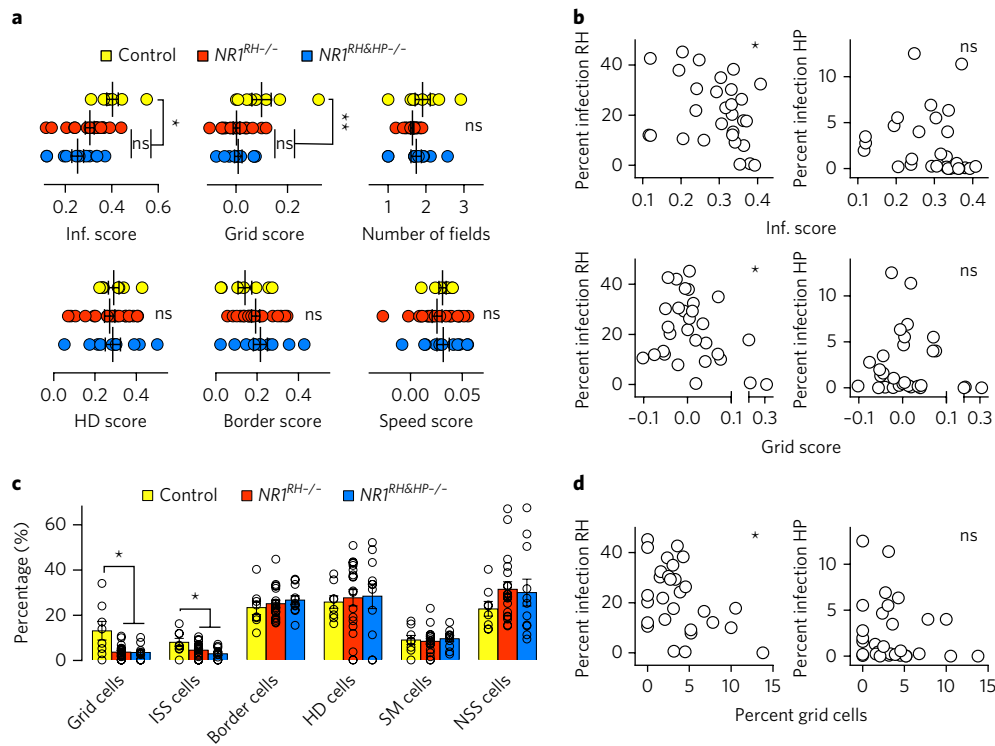 a
Control NR1RH−/− NR1RH&HP−/−
* ns
0.2 0.4 0.6
Inf. score
** ns
0.0 0.2
Grid score
ns
1 2 3
Number of fields
ns
0.0 0.2 0.4
HD score
ns
0.0 0.2 0.4
Border score
ns
0.00 0.05
Speed score
b
Percent infection RH
40
20
0
*
0.1 0.2 0.3 0.4
Percent infection HP
10
5
0
ns
0.1 0.2 0.3 0.4
Inf. score
Percent infection RH
40
20
0
*
−0.1 0.0 0.1 0.3
Percent infection HP
10
5
0
ns
−0.1 0.0 0.1 0.3
Grid score
c
Control NR1RH−/− NR1RH&HP−/−
Percentage (%)
60
40
20
0
* *
Grid cells ISS cells Border cells HD cells SM cells NSS cells
d
Percent infection RH
40
20
0
*
0 5 10 15
Percent infection HP
10
5
0
ns
0 5 10 15
Percent grid cells